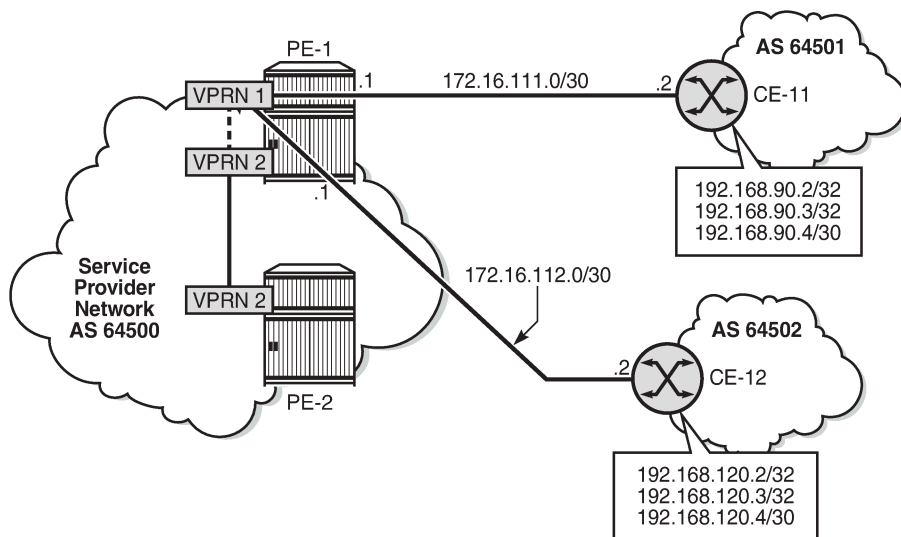 PE-1
AS 64501
VPRN 1
.1
172.16.111.0/30
.2
CE-11
VPRN 2
.1
192.168.90.2/32
192.168.90.3/32
192.168.90.4/30
Service
Provider
Network
AS 64500
VPRN 2
172.16.112.0/30
AS 64502
.2
CE-12
PE-2
192.168.120.2/32
192.168.120.3/32
192.168.120.4/30